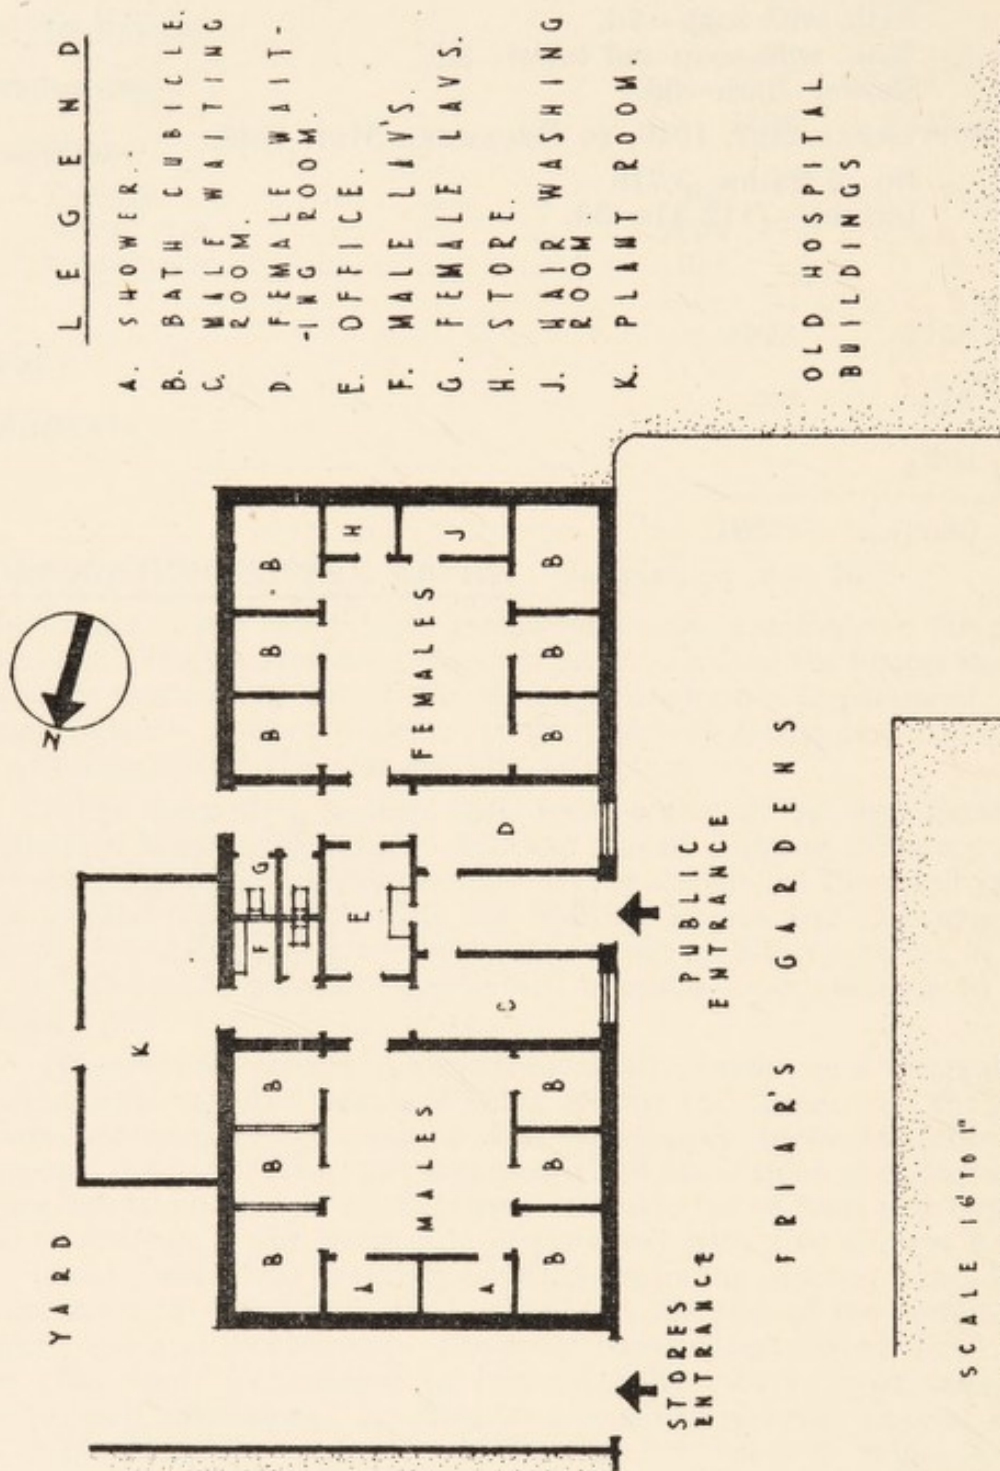 LEGEND
A. SHOWER.
B. BATH CUBICLE.
C. MALE WAITING
ROOM.
D. FEMALE WAIT-
-ING ROOM.
E. OFFICE.
F. MALE LAV'S.
G. FEMALE LAVS.
H. STORE.
J. HAIR WASHING
ROOM.
K. PLANT ROOM.
OLD HOSPITAL
BUILDINGS
N
YARD
K
B
B
B
F
G
B
B
B
A
A
MALES
E
FEMALES
H
J
C
D
B
B
B
B
B
B
STORES
ENTRANCE
PUBLIC
ENTRANCE
FRIAR'S GARDENS
SCALE 16' TO 1"